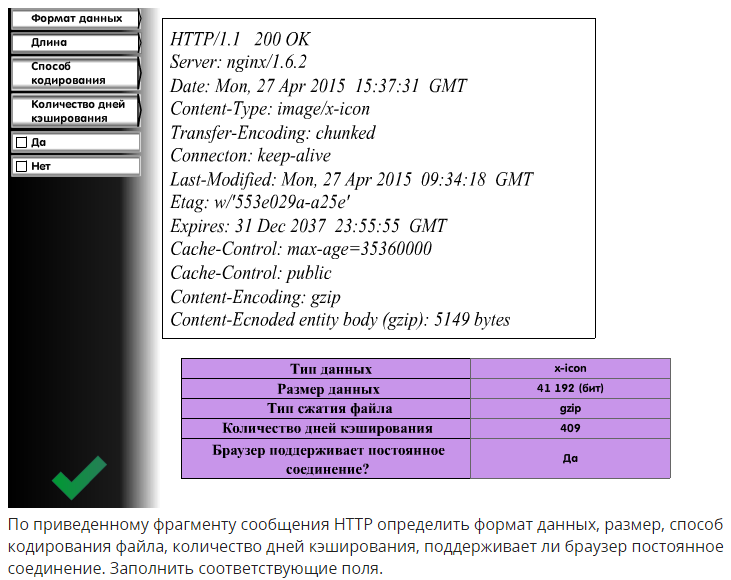 Формат данных
Длина
Способ
кодирования
Количество дней
кэширования
Да
Нет
HTTP/1.1 200 OK
Server: nginx/1.6.2
Date: Mon, 27 Apr 2015 15:37:31 GMT
Content-Type: image/x-icon
Transfer-Encoding: chunked
Connecton: keep-alive
Last-Modified: Mon, 27 Apr 2015 09:34:18 GMT
Etag: w/'553e029a-a25e'
Expires: 31 Dec 2037 23:55:55 GMT
Cache-Control: max-age=35360000
Cache-Control: public
Content-Encoding: gzip
Content-Ecnoded entity body (gzip): 5149 bytes
Тип данных x-icon
Размер данных 41 192 (бит)
Тип сжатия файла gzip
Количество дней кэширования 409
Браузер поддерживает постоянное
соединение? Да
По приведенному фрагменту сообщения HTTP определить формат данных, размер, способ
кодирования файла, количество дней кэширования, поддерживает ли браузер постоянное
соединение. Заполнить соответствующие поля.